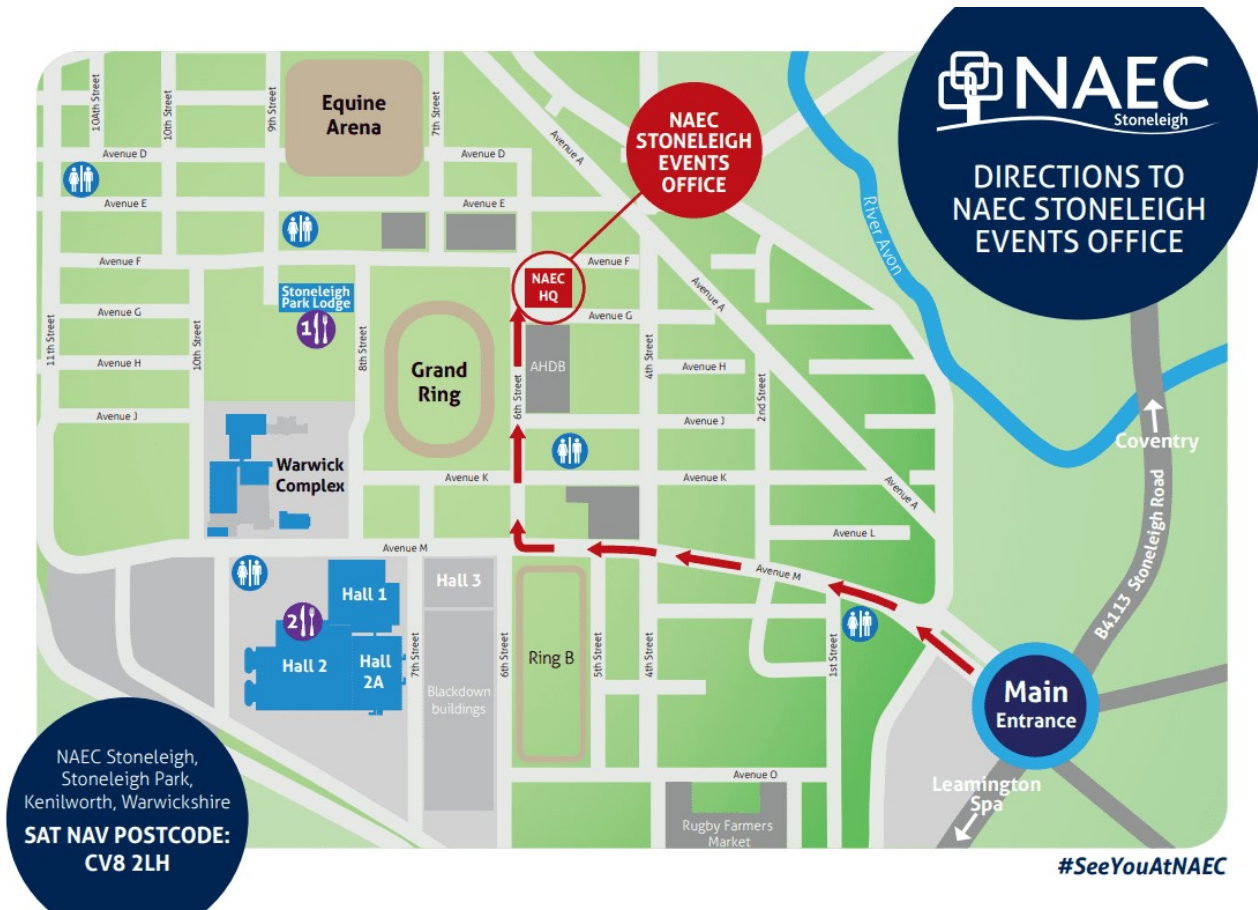 NAEC
Stoneleigh
DIRECTIONS TO
NAEC STONELEIGH
EVENTS OFFICE
NAEC
STONELEIGH
EVENTS
OFFICE
Equine
Arena
10Ath Street
10th Street
9th Street
7th Street
Avenue A
Avenue D
Avenue D
Avenue E
Avenue E
River Avon
Avenue F
Avenue F
NAEC
HQ
Stoneleigh
Park Lodge
1
Avenue G
Avenue G
Avenue A
11th Street
10th Street
8th Street
6th Street
4th Street
2nd Street
Avenue H
Avenue H
AHDB
Grand
Ring
Avenue J
Avenue J
Coventry
Warwick
Complex
Avenue K
Avenue K
Avenue A
Avenue L
Avenue M
Avenue M
B4113 Stoneleigh Road
Hall 3
Hall 1
2
Hall 2
Hall
2A
7th Street
6th Street
Ring B
5th Street
4th Street
1st Street
Blackdown
buildings
Main
Entrance
Avenue O
Leamington
Spa
Rugby Farmers
Market
NAEC Stoneleigh,
Stoneleigh Park,
Kenilworth, Warwickshire
SAT NAV POSTCODE:
CV8 2LH
#SeeYouAtNAEC